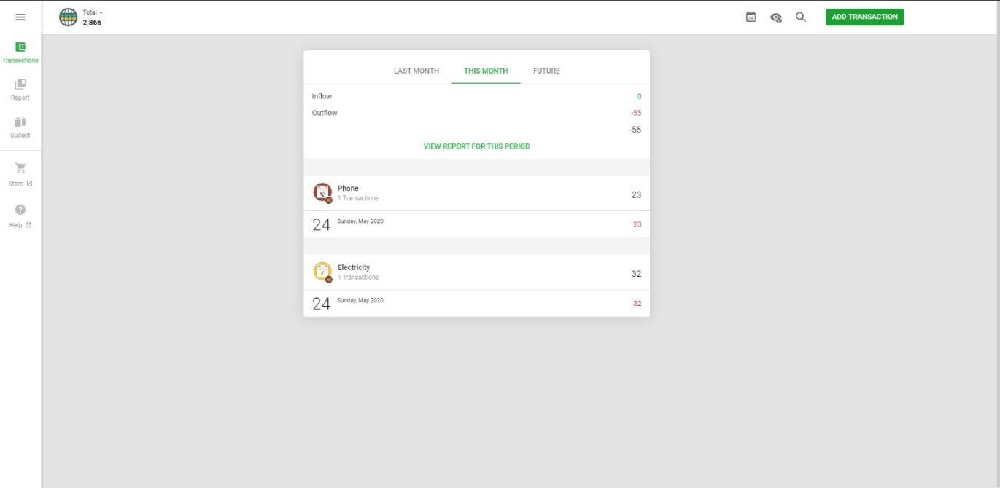 Total
2,866
24
ADD TRANSACTION
Transactions
Report
Budget
Store
Help
LAST MONTH THIS MONTH FUTURE
Inflow 0
Outflow -55
-55
VIEW REPORT FOR THIS PERIOD
Phone
1 Transactions
23
24 Sunday, May 2020 23
Electricity
1 Transactions
32
24 Sunday, May 2020 32